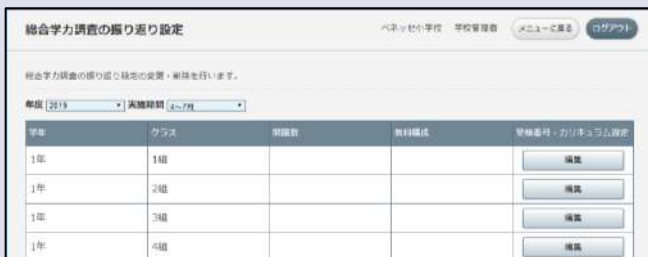 総合学力調査の振り返り設定
ベネッセ小学校 学校管理者 メニューに戻る ログアウト
総合学力調査の振り返り設定の変更・削除を行います。
年度 2019 実施期間 4～7月
学年 クラス 問題数 教科構成 受検番号・カリキュラム設定
1年 1組 編集
1年 2組 編集
1年 3組 編集
1年 4組 編集